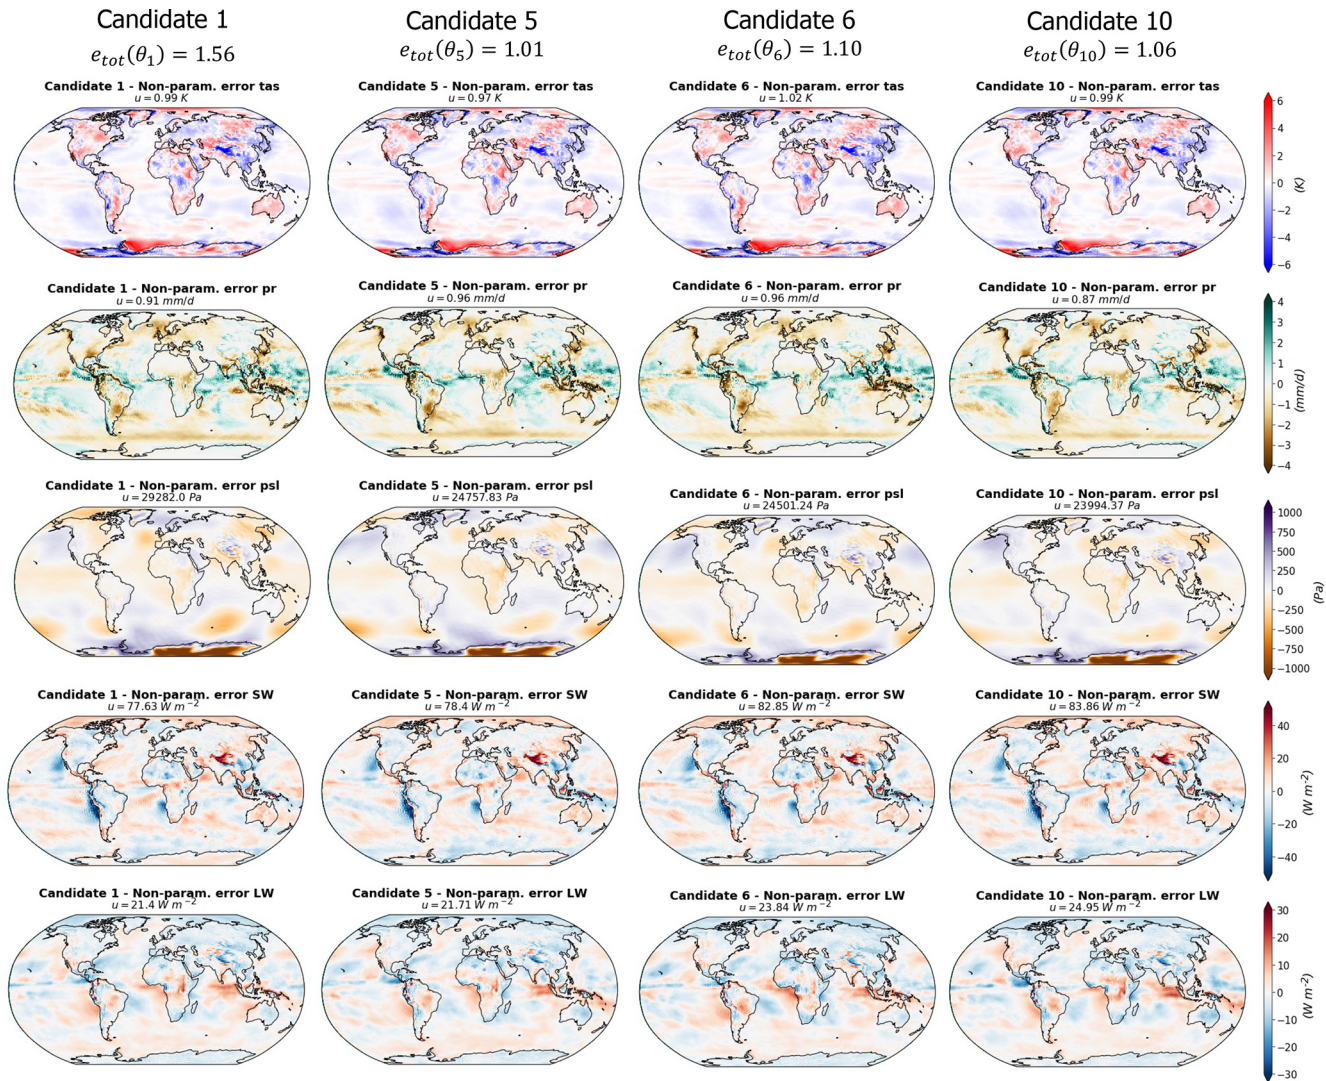 Candidate 1
Candidate 5
Candidate 6
Candidate 10
e_tot(θ_1) = 1.56
e_tot(θ_5) = 1.01
e_tot(θ_6) = 1.10
e_tot(θ_10) = 1.06
Candidate 1 - Non-param. error tas
u = 0.99 K
Candidate 5 - Non-param. error tas
u = 0.97 K
Candidate 6 - Non-param. error tas
u = 1.02 K
Candidate 10 - Non-param. error tas
u = 0.99 K
6
4
2
0
−2
−4
−6
(K)
Candidate 1 - Non-param. error pr
u = 0.91 mm/d
Candidate 5 - Non-param. error pr
u = 0.96 mm/d
Candidate 6 - Non-param. error pr
u = 0.96 mm/d
Candidate 10 - Non-param. error pr
u = 0.87 mm/d
4
3
2
1
0
−1
−2
−3
−4
(mm/d)
Candidate 1 - Non-param. error psl
u = 29282.0 Pa
Candidate 5 - Non-param. error psl
u = 24757.83 Pa
Candidate 6 - Non-param. error psl
u = 24501.24 Pa
Candidate 10 - Non-param. error psl
u = 23994.37 Pa
1000
750
500
250
0
−250
−500
−750
−1000
(Pa)
Candidate 1 - Non-param. error SW
u = 77.63 W m⁻²
Candidate 5 - Non-param. error SW
u = 78.4 W m⁻²
Candidate 6 - Non-param. error SW
u = 82.85 W m⁻²
Candidate 10 - Non-param. error SW
u = 83.86 W m⁻²
40
20
0
−20
−40
(W m⁻²)
Candidate 1 - Non-param. error LW
u = 21.4 W m⁻²
Candidate 5 - Non-param. error LW
u = 21.71 W m⁻²
Candidate 6 - Non-param. error LW
u = 23.84 W m⁻²
Candidate 10 - Non-param. error LW
u = 24.95 W m⁻²
30
20
10
0
−10
−20
−30
(W m⁻²)